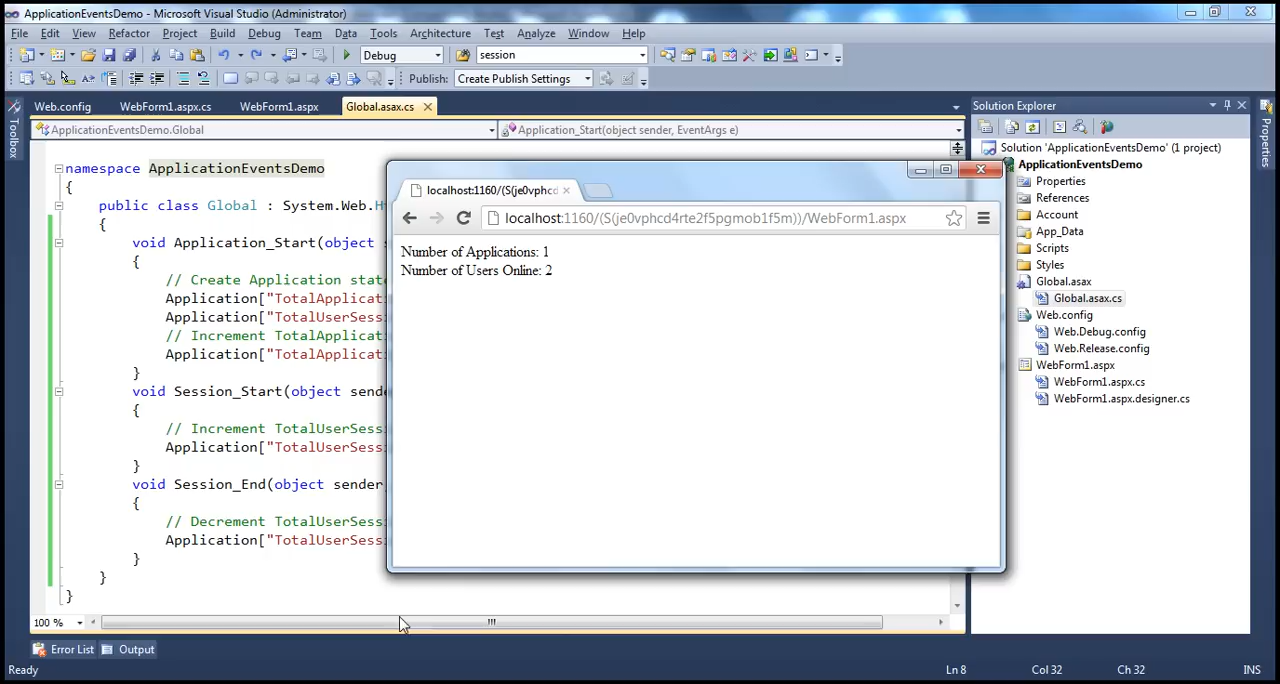 ApplicationEventsDemo - Microsoft Visual Studio (Administrator)
File Edit View Refactor Project Build Debug Team Data Tools Architecture Test Analyze Window Help
Debug session
Publish: Create Publish Settings
Toolbox
Web.config WebForm1.aspx.cs WebForm1.aspx Global.asax.cs
ApplicationEventsDemo.Global Application_Start(object sender, EventArgs e)
namespace ApplicationEventsDemo
{
public class Global : System.Web.H
{
void Application_Start(object s
{
// Create Application state
Application["TotalApplicat
Application["TotalUserSess
// Increment TotalApplicat
Application["TotalApplicat
}
void Session_Start(object sende
{
// Increment TotalUserSess
Application["TotalUserSess
}
void Session_End(object sender,
{
// Decrement TotalUserSess
Application["TotalUserSess
}
}
}
100 %
localhost:1160/(S(je0vphcd
localhost:1160/(S(je0vphcd4rte2f5pgmob1f5m))/WebForm1.aspx
Number of Applications: 1
Number of Users Online: 2
Solution Explorer
Solution 'ApplicationEventsDemo' (1 project)
ApplicationEventsDemo
Properties
References
Account
App_Data
Scripts
Styles
Global.asax
Global.asax.cs
Web.config
Web.Debug.config
Web.Release.config
WebForm1.aspx
WebForm1.aspx.cs
WebForm1.aspx.designer.cs
Properties
Error List Output
Ready Ln 8 Col 32 Ch 32 INS